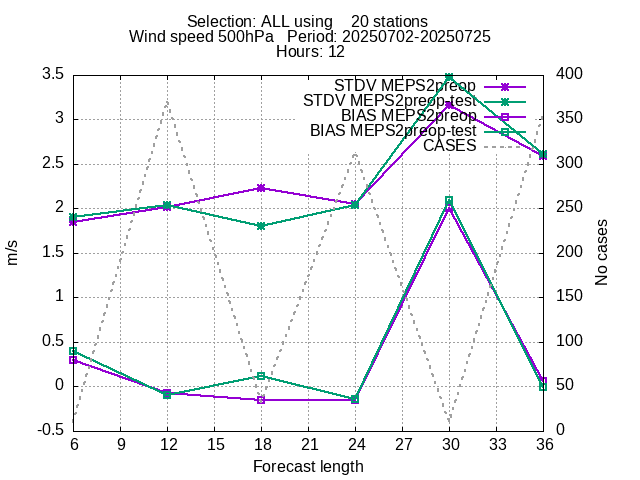 Selection: ALL using 20 stations
Wind speed 500hPa Period: 20250702-20250725
Hours: 12
3.5
3
2.5
2
1.5
1
0.5
0
-0.5
m/s
400
350
300
250
200
150
100
50
0
No cases
STDV MEPS2preop
STDV MEPS2preop-test
BIAS MEPS2preop
BIAS MEPS2preop-test
CASES
6 9 12 15 18 21 24 27 30 33 36
Forecast length